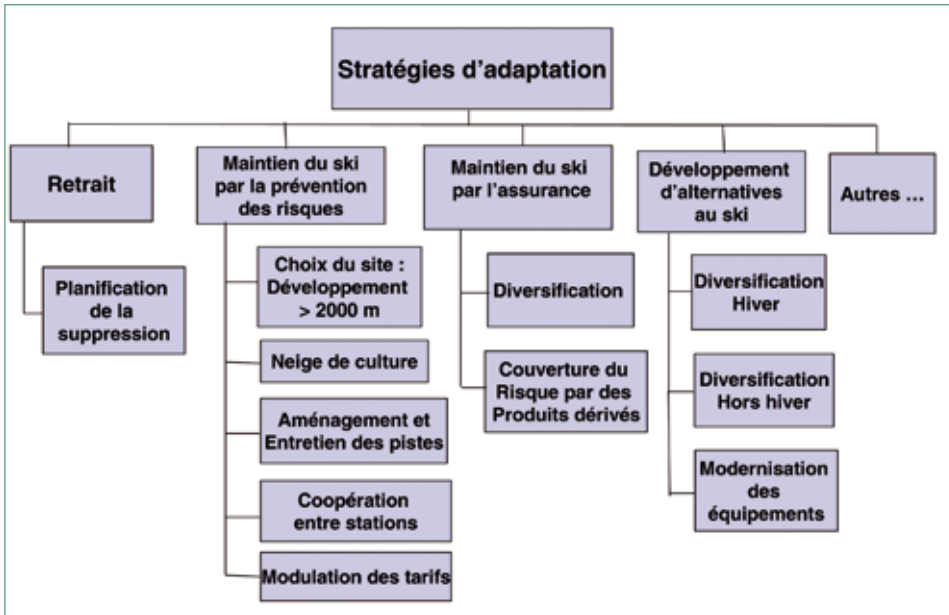 Stratégies d'adaptation
Retrait
Planification
de la
suppression
Maintien du ski
par la prévention
des risques
Choix du site :
Développement
> 2000 m
Neige de culture
Aménagement et
Entretien des pistes
Coopération
entre stations
Modulation des tarifs
Maintien du ski
par l'assurance
Diversification
Couverture du
Risque par des
Produits dérivés
Développement
d'alternatives
au ski
Diversification
Hiver
Diversification
Hors hiver
Modernisation
des
équipements
Autres ...